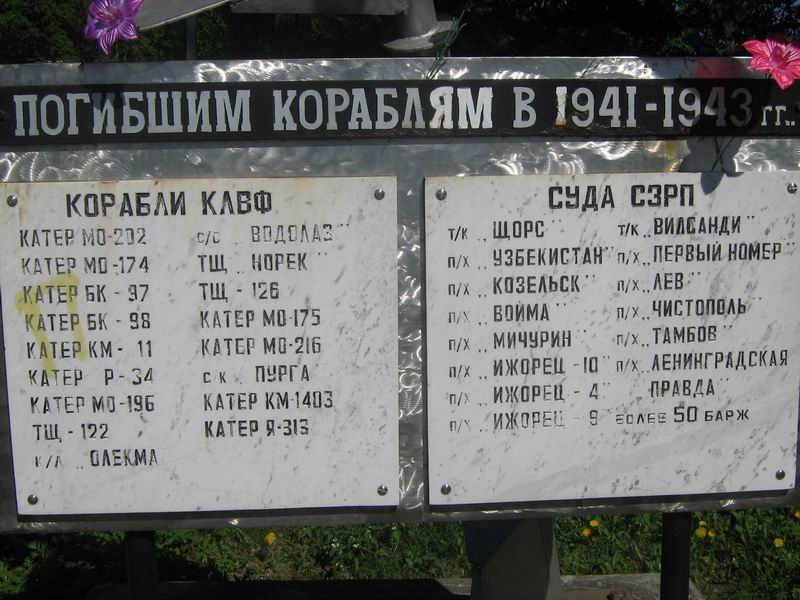 ПОГИБШИМ КОРАБЛЯМ В 1941-1943 г.г..
КОРАБЛИ КЛВФ
КАТЕР МО-202
КАТЕР МО-174
КАТЕР БК - 97
КАТЕР БК - 98
КАТЕР КМ - 11
КАТЕР Р-34
КАТЕР МО-196
ТЩ - 122
К/Л „ОЛЕКМА
с/с „ВОДОЛАЗ"
ТЩ „НОРЕК"
ТЩ - 126
КАТЕР МО-175
КАТЕР МО-216
с к „ПУРГА"
КАТЕР КМ-1403
КАТЕР Я-313
СУДА СЗРП
т/к „ЩОРС"
п/х „УЗБЕКИСТАН"
п/х „КОЗЕЛЬСК"
п/х „ВОЙМА"
п/х „МИЧУРИН"
п/х „ИЖОРЕЦ - 10"
п/х „ИЖОРЕЦ - 4"
п/х „ИЖОРЕЦ - 9"
т/к „ВИЛСАНДИ"
п/х „ПЕРВЫЙ НОМЕР"
п/х „ЛЕВ"
п/х „ЧИСТОПОЛЬ"
п/х „ТАМБОВ"
п/х „ЛЕНИНГРАДСКАЯ
ПРАВДА"
БОЛЕЕ 50 БАРЖ